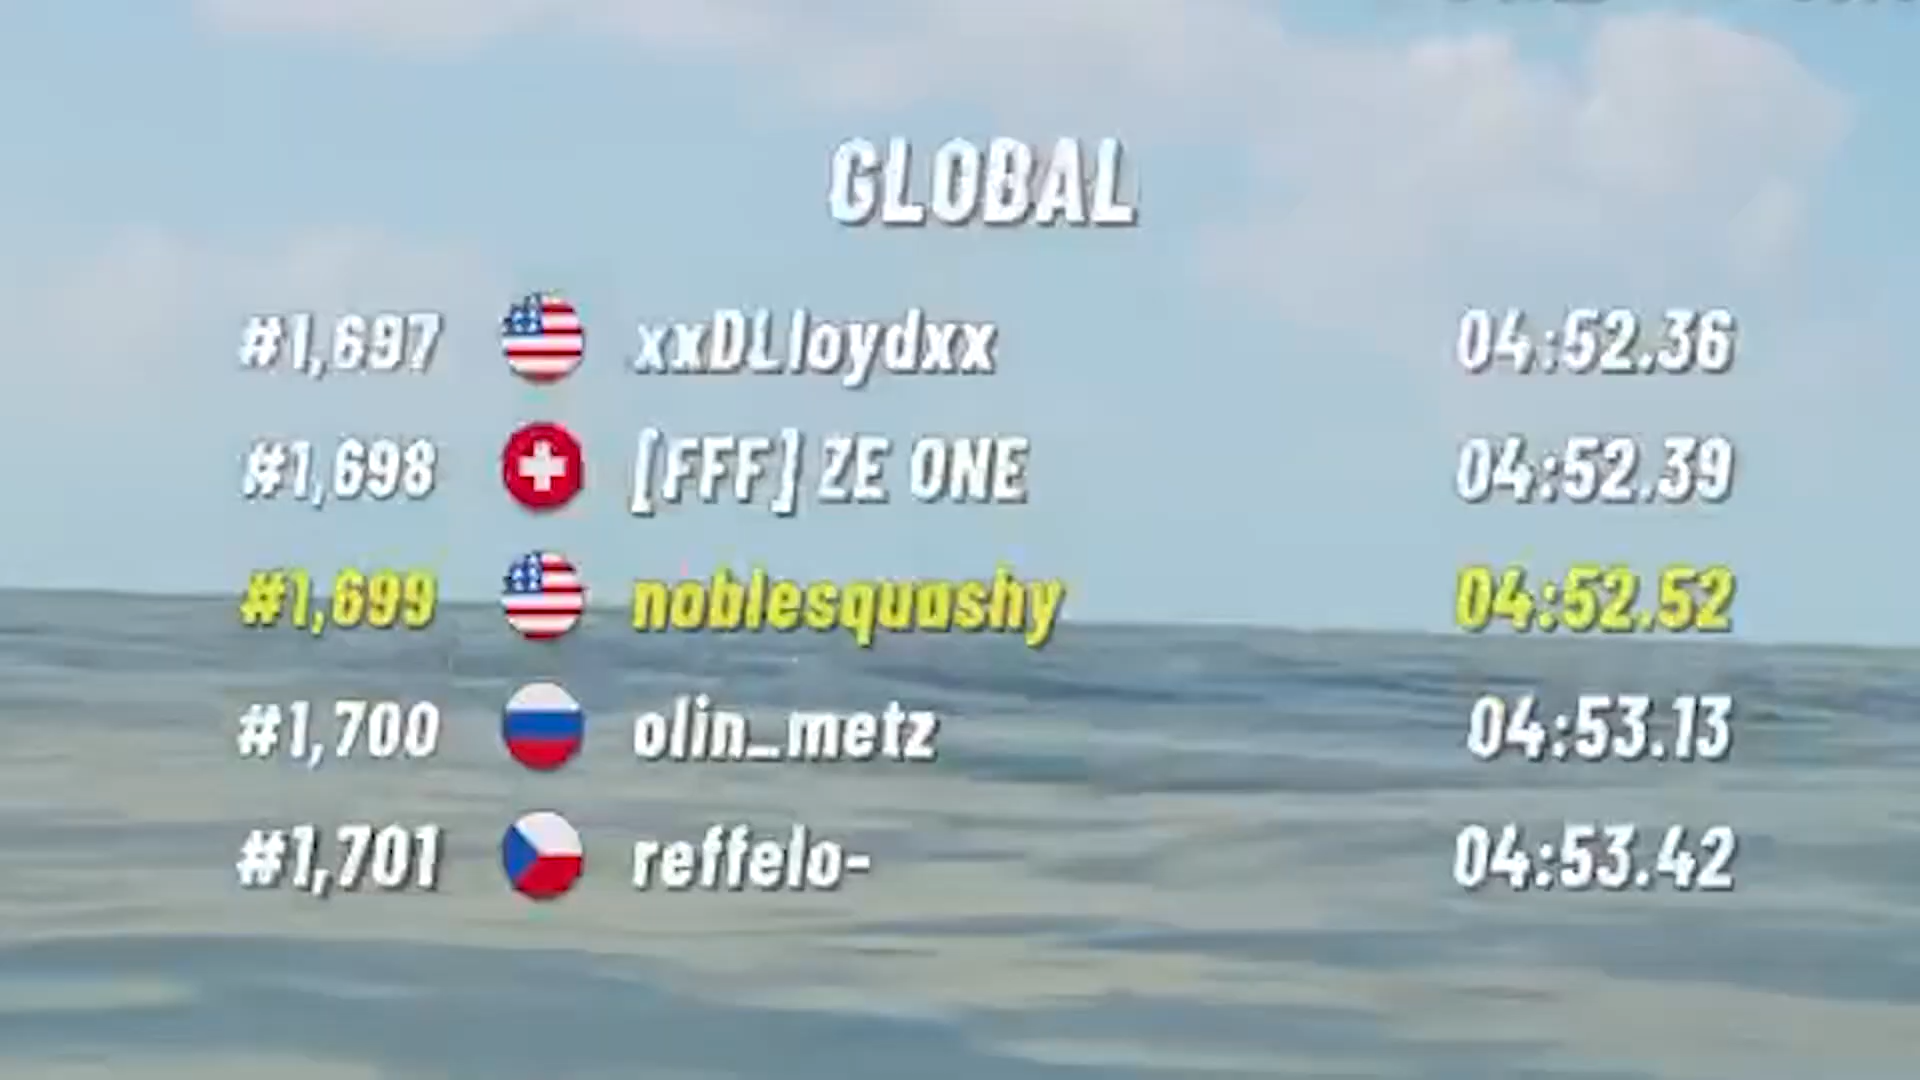 GLOBAL
#1,697 xxDLloydxx 04:52.36
#1,698 [FFF] ZE ONE 04:52.39
#1,699 noblesquashy 04:52.52
#1,700 olin_metz 04:53.13
#1,701 reffelo- 04:53.42